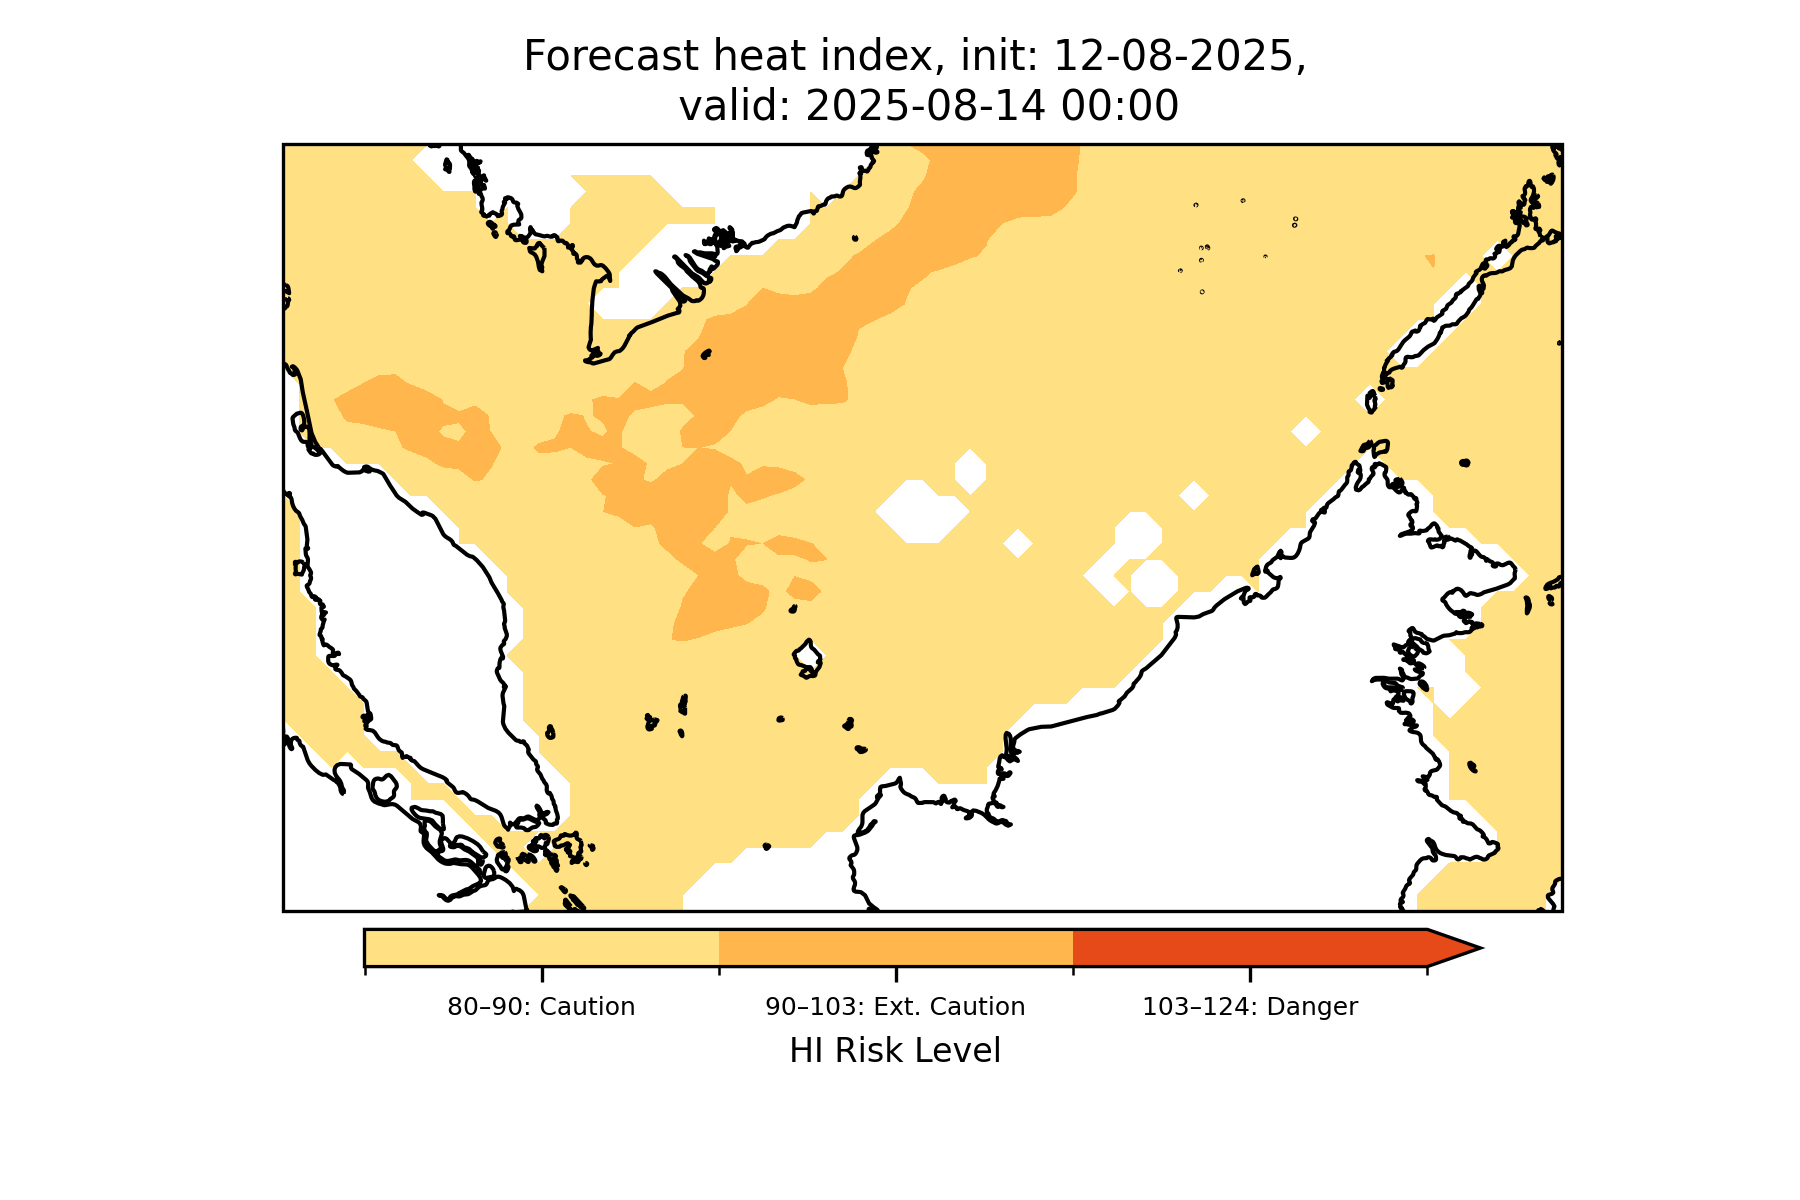 Forecast heat index, init: 12-08-2025,
valid: 2025-08-14 00:00
80–90: Caution
90–103: Ext. Caution
103–124: Danger
HI Risk Level